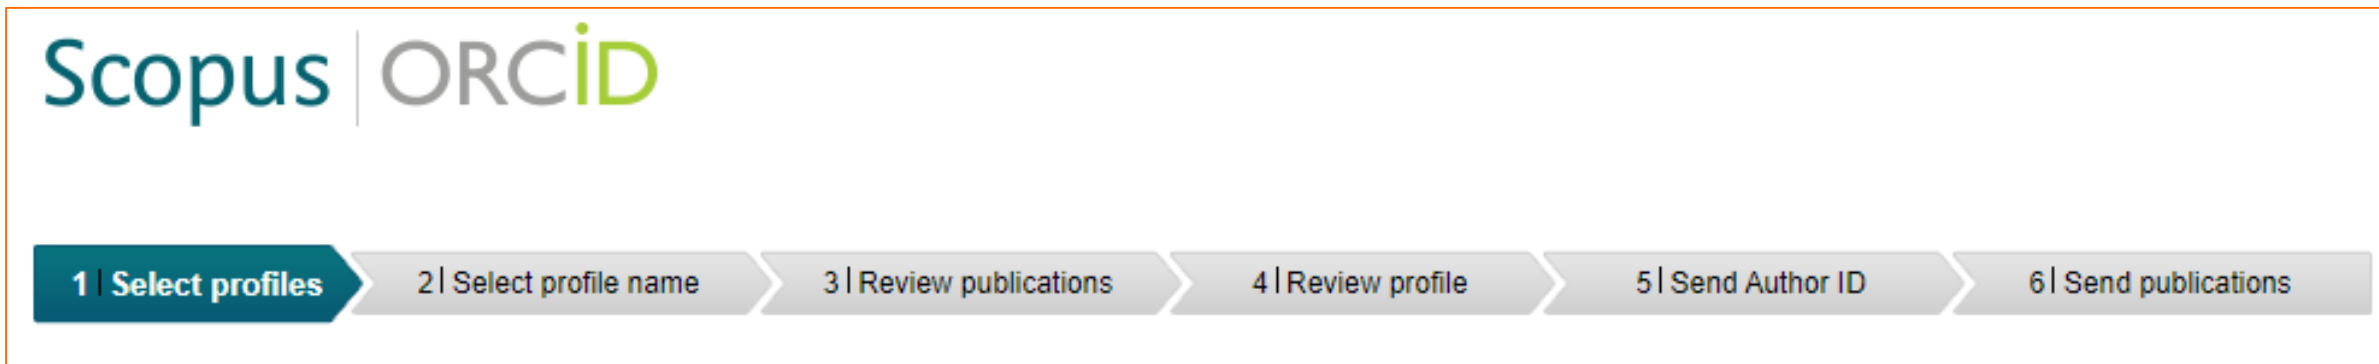 Scopus | ORCiD
1 | Select profiles 2 | Select profile name 3 | Review publications 4 | Review profile 5 | Send Author ID 6 | Send publications